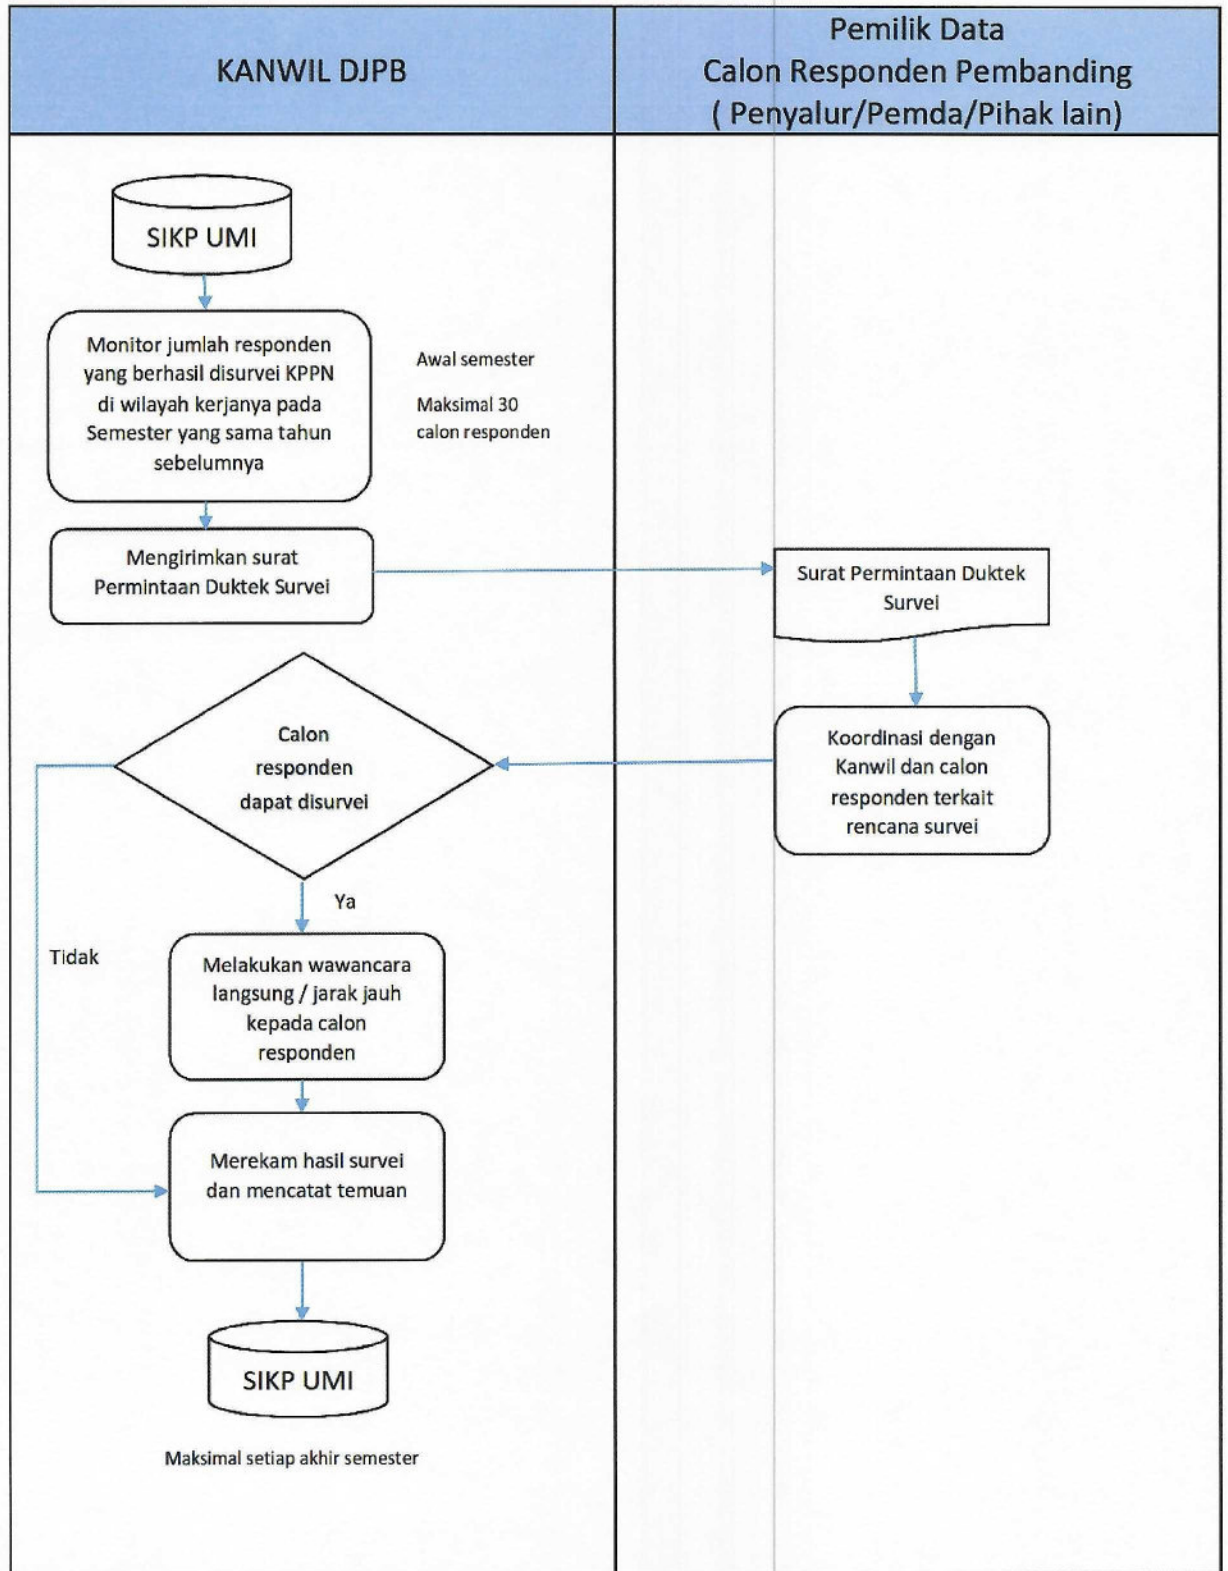 KANWIL DJPB
Pemilik Data
Calon Responden Pembanding
( Penyalur/Pemda/Pihak lain)
SIKP UMI
Monitor jumlah responden
yang berhasil disurvei KPPN
di wilayah kerjanya pada
Semester yang sama tahun
sebelumnya
Awal semester
Maksimal 30
calon responden
Mengirimkan surat
Permintaan Duktek Survei
Surat Permintaan Duktek
Survei
Calon
responden
dapat disurvei
Koordinasi dengan
Kanwil dan calon
responden terkait
rencana survei
Ya
Tidak
Melakukan wawancara
langsung / jarak jauh
kepada calon
responden
Merekam hasil survei
dan mencatat temuan
SIKP UMI
Maksimal setiap akhir semester